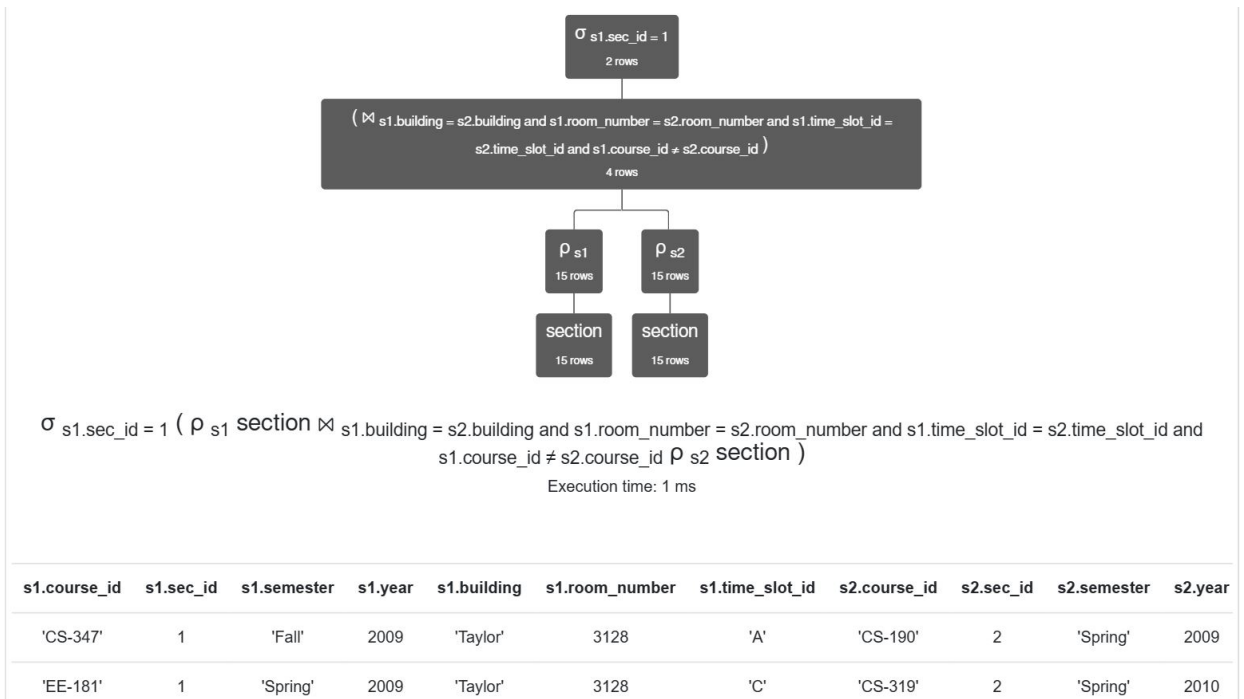 σ s1.sec_id = 1
2 rows
( ⋈ s1.building = s2.building and s1.room_number = s2.room_number and s1.time_slot_id =
s2.time_slot_id and s1.course_id ≠ s2.course_id )
4 rows
ρ s1 ρ s2
15 rows 15 rows
section section
15 rows 15 rows
σ s1.sec_id = 1 ( ρ s1 section ⋈ s1.building = s2.building and s1.room_number = s2.room_number and s1.time_slot_id = s2.time_slot_id and
s1.course_id ≠ s2.course_id ρ s2 section )
Execution time: 1 ms
s1.course_id s1.sec_id s1.semester s1.year s1.building s1.room_number s1.time_slot_id s2.course_id s2.sec_id s2.semester s2.year
'CS-347' 1 'Fall' 2009 'Taylor' 3128 'A' 'CS-190' 2 'Spring' 2009
'EE-181' 1 'Spring' 2009 'Taylor' 3128 'C' 'CS-319' 2 'Spring' 2010